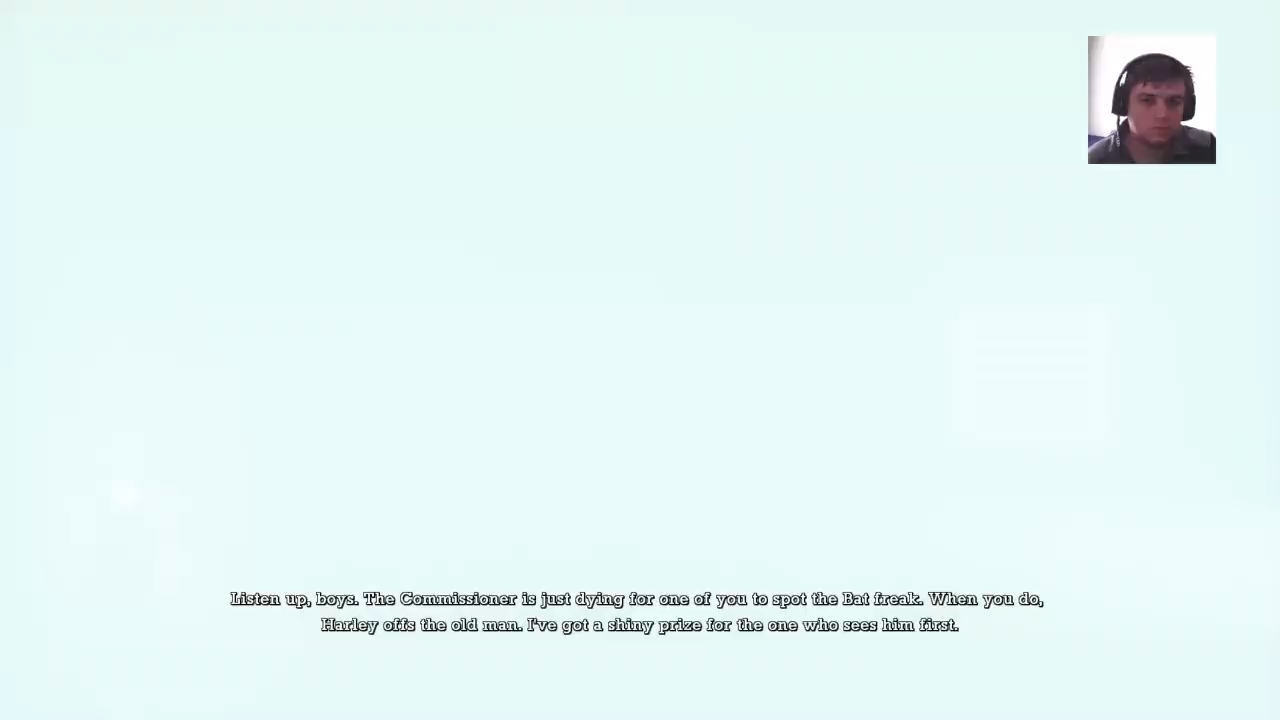 Listen up, boys. The Commissioner is just dying for one of you to spot the Bat freak. When you do,
Harley offs the old man. I've got a shiny prize for the one who sees him first.